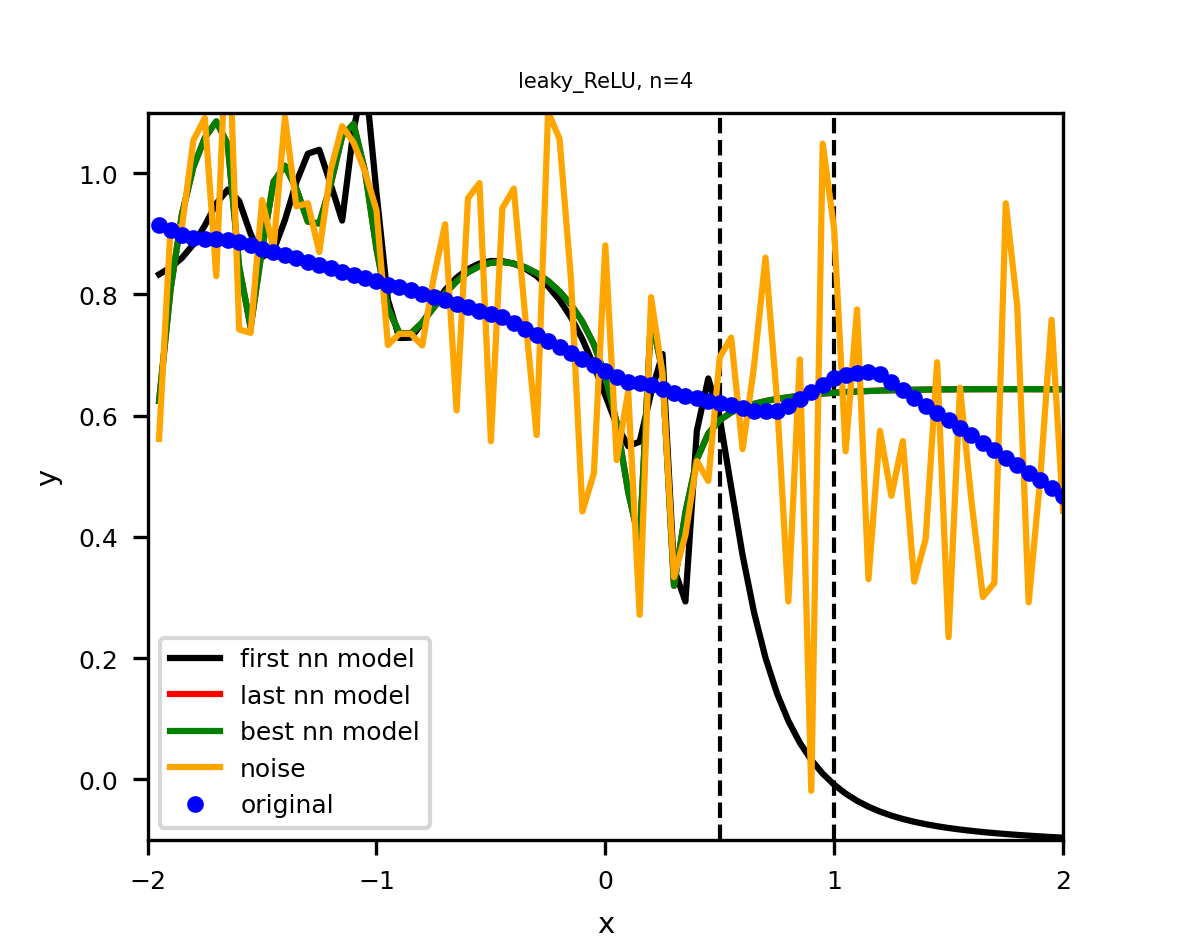 leaky_ReLU, n=4
1.0
0.8
0.6
0.4
0.2
0.0
y
first nn model
last nn model
best nn model
noise
original
−2
−1
0
1
2
x